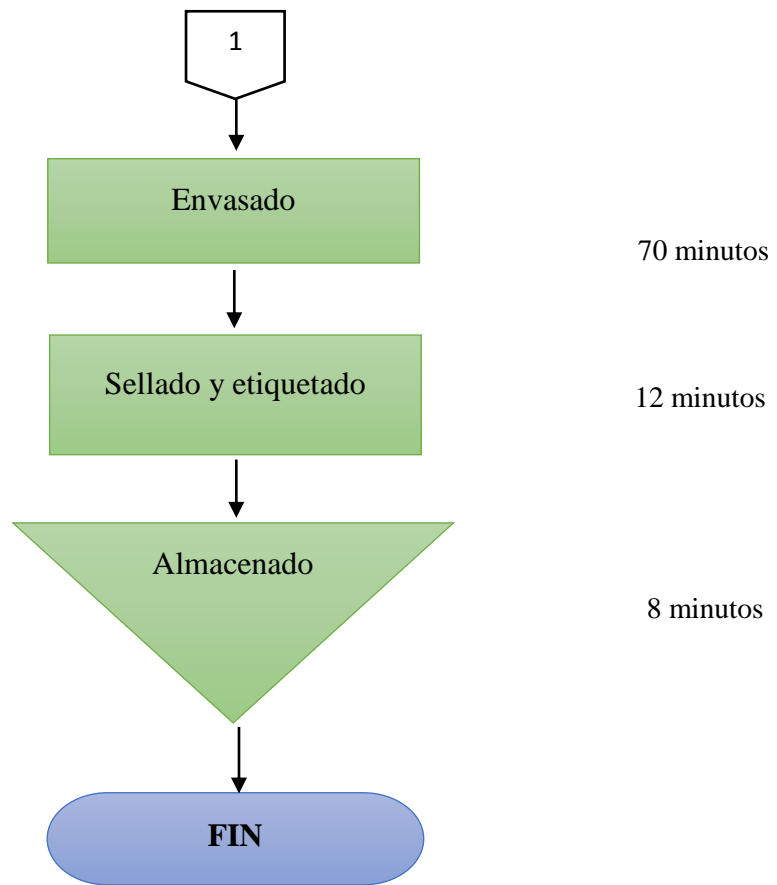 1
Envasado
70 minutos
Sellado y etiquetado
12 minutos
Almacenado
8 minutos
FIN